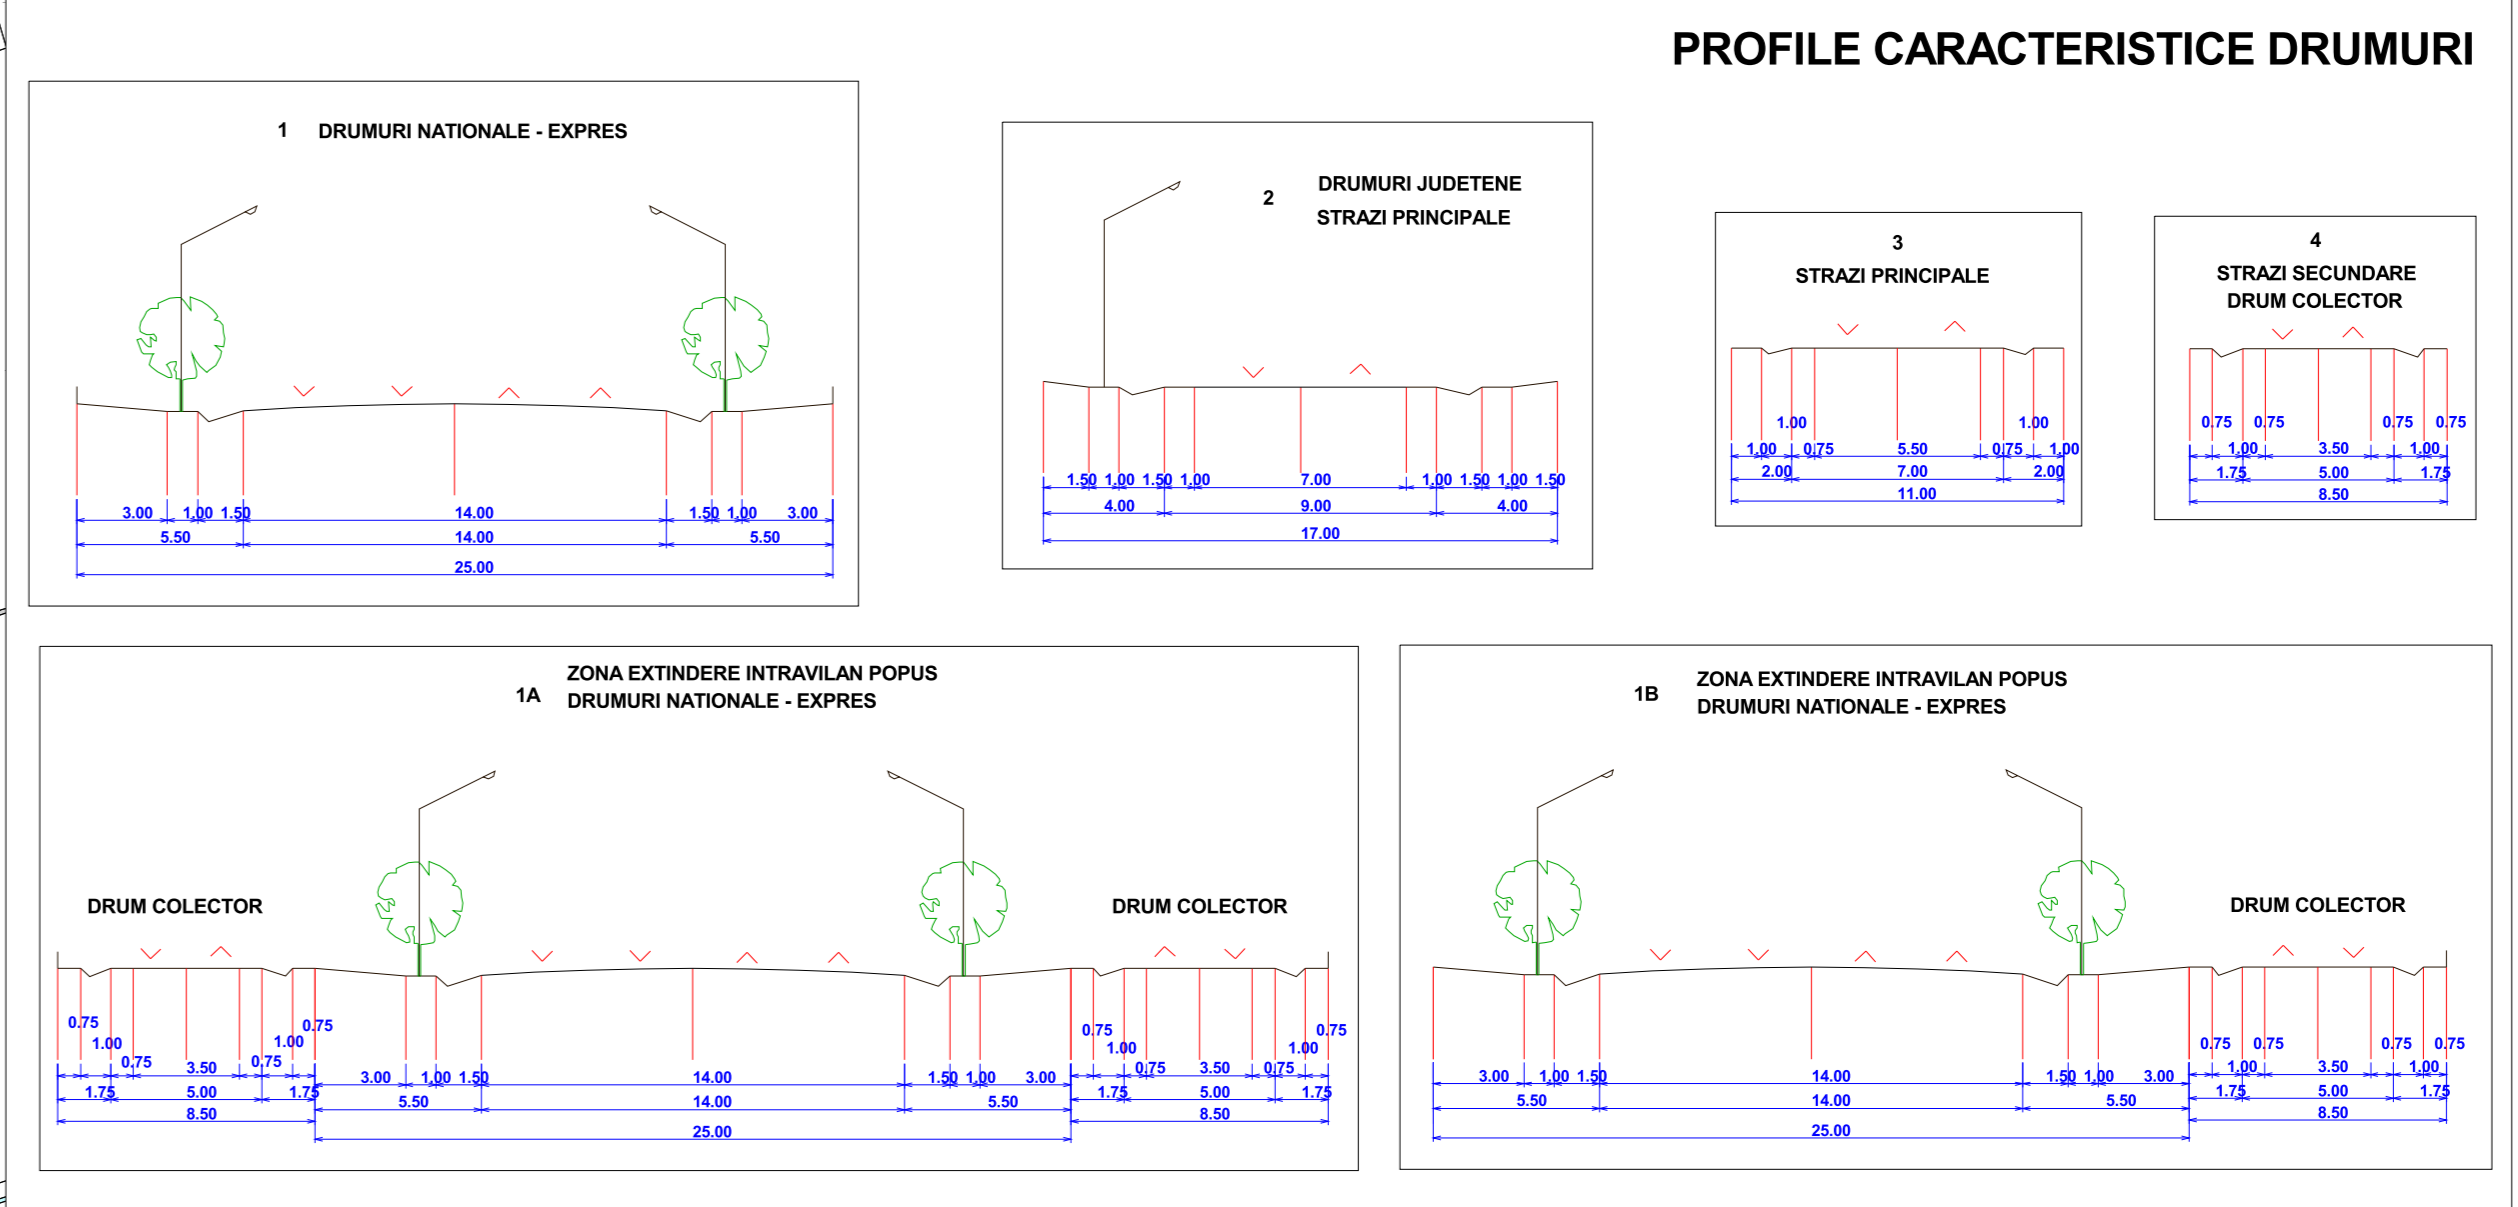 PROFILE CARACTERISTICE DRUMURI
1 DRUMURI NATIONALE - EXPRES
3.00 1.00 1.50 14.00 1.50 1.00 3.00
5.50 14.00 5.50
25.00
2 DRUMURI JUDETENE
STRAZI PRINCIPALE
1.50 1.00 1.50 1.00 7.00 1.00 1.50 1.00 1.50
4.00 9.00 4.00
17.00
3
STRAZI PRINCIPALE
1.00 1.00
1.00 0.75 5.50 0.75 1.00
2.00 7.00 2.00
11.00
4
STRAZI SECUNDARE
DRUM COLECTOR
0.75 0.75 0.75 0.75
1.00 3.50 1.00
1.75 5.00 1.75
8.50
1A ZONA EXTINDERE INTRAVILAN POPUS
DRUMURI NATIONALE - EXPRES
DRUM COLECTOR DRUM COLECTOR
0.75 0.75 0.75 0.75
1.00 1.00 1.00 1.00
0.75 3.50 0.75 3.00 1.00 1.50 14.00 1.50 1.00 3.00 0.75 3.50 0.75
1.75 5.00 1.75 5.50 14.00 5.50 1.75 5.00 1.75
8.50 25.00 8.50
1B ZONA EXTINDERE INTRAVILAN POPUS
DRUMURI NATIONALE - EXPRES
DRUM COLECTOR
0.75 0.75 0.75 0.75
3.00 1.00 1.50 14.00 1.50 1.00 3.00 1.00 3.50 1.00
5.50 14.00 5.50 1.75 5.00 1.75
25.00 8.50